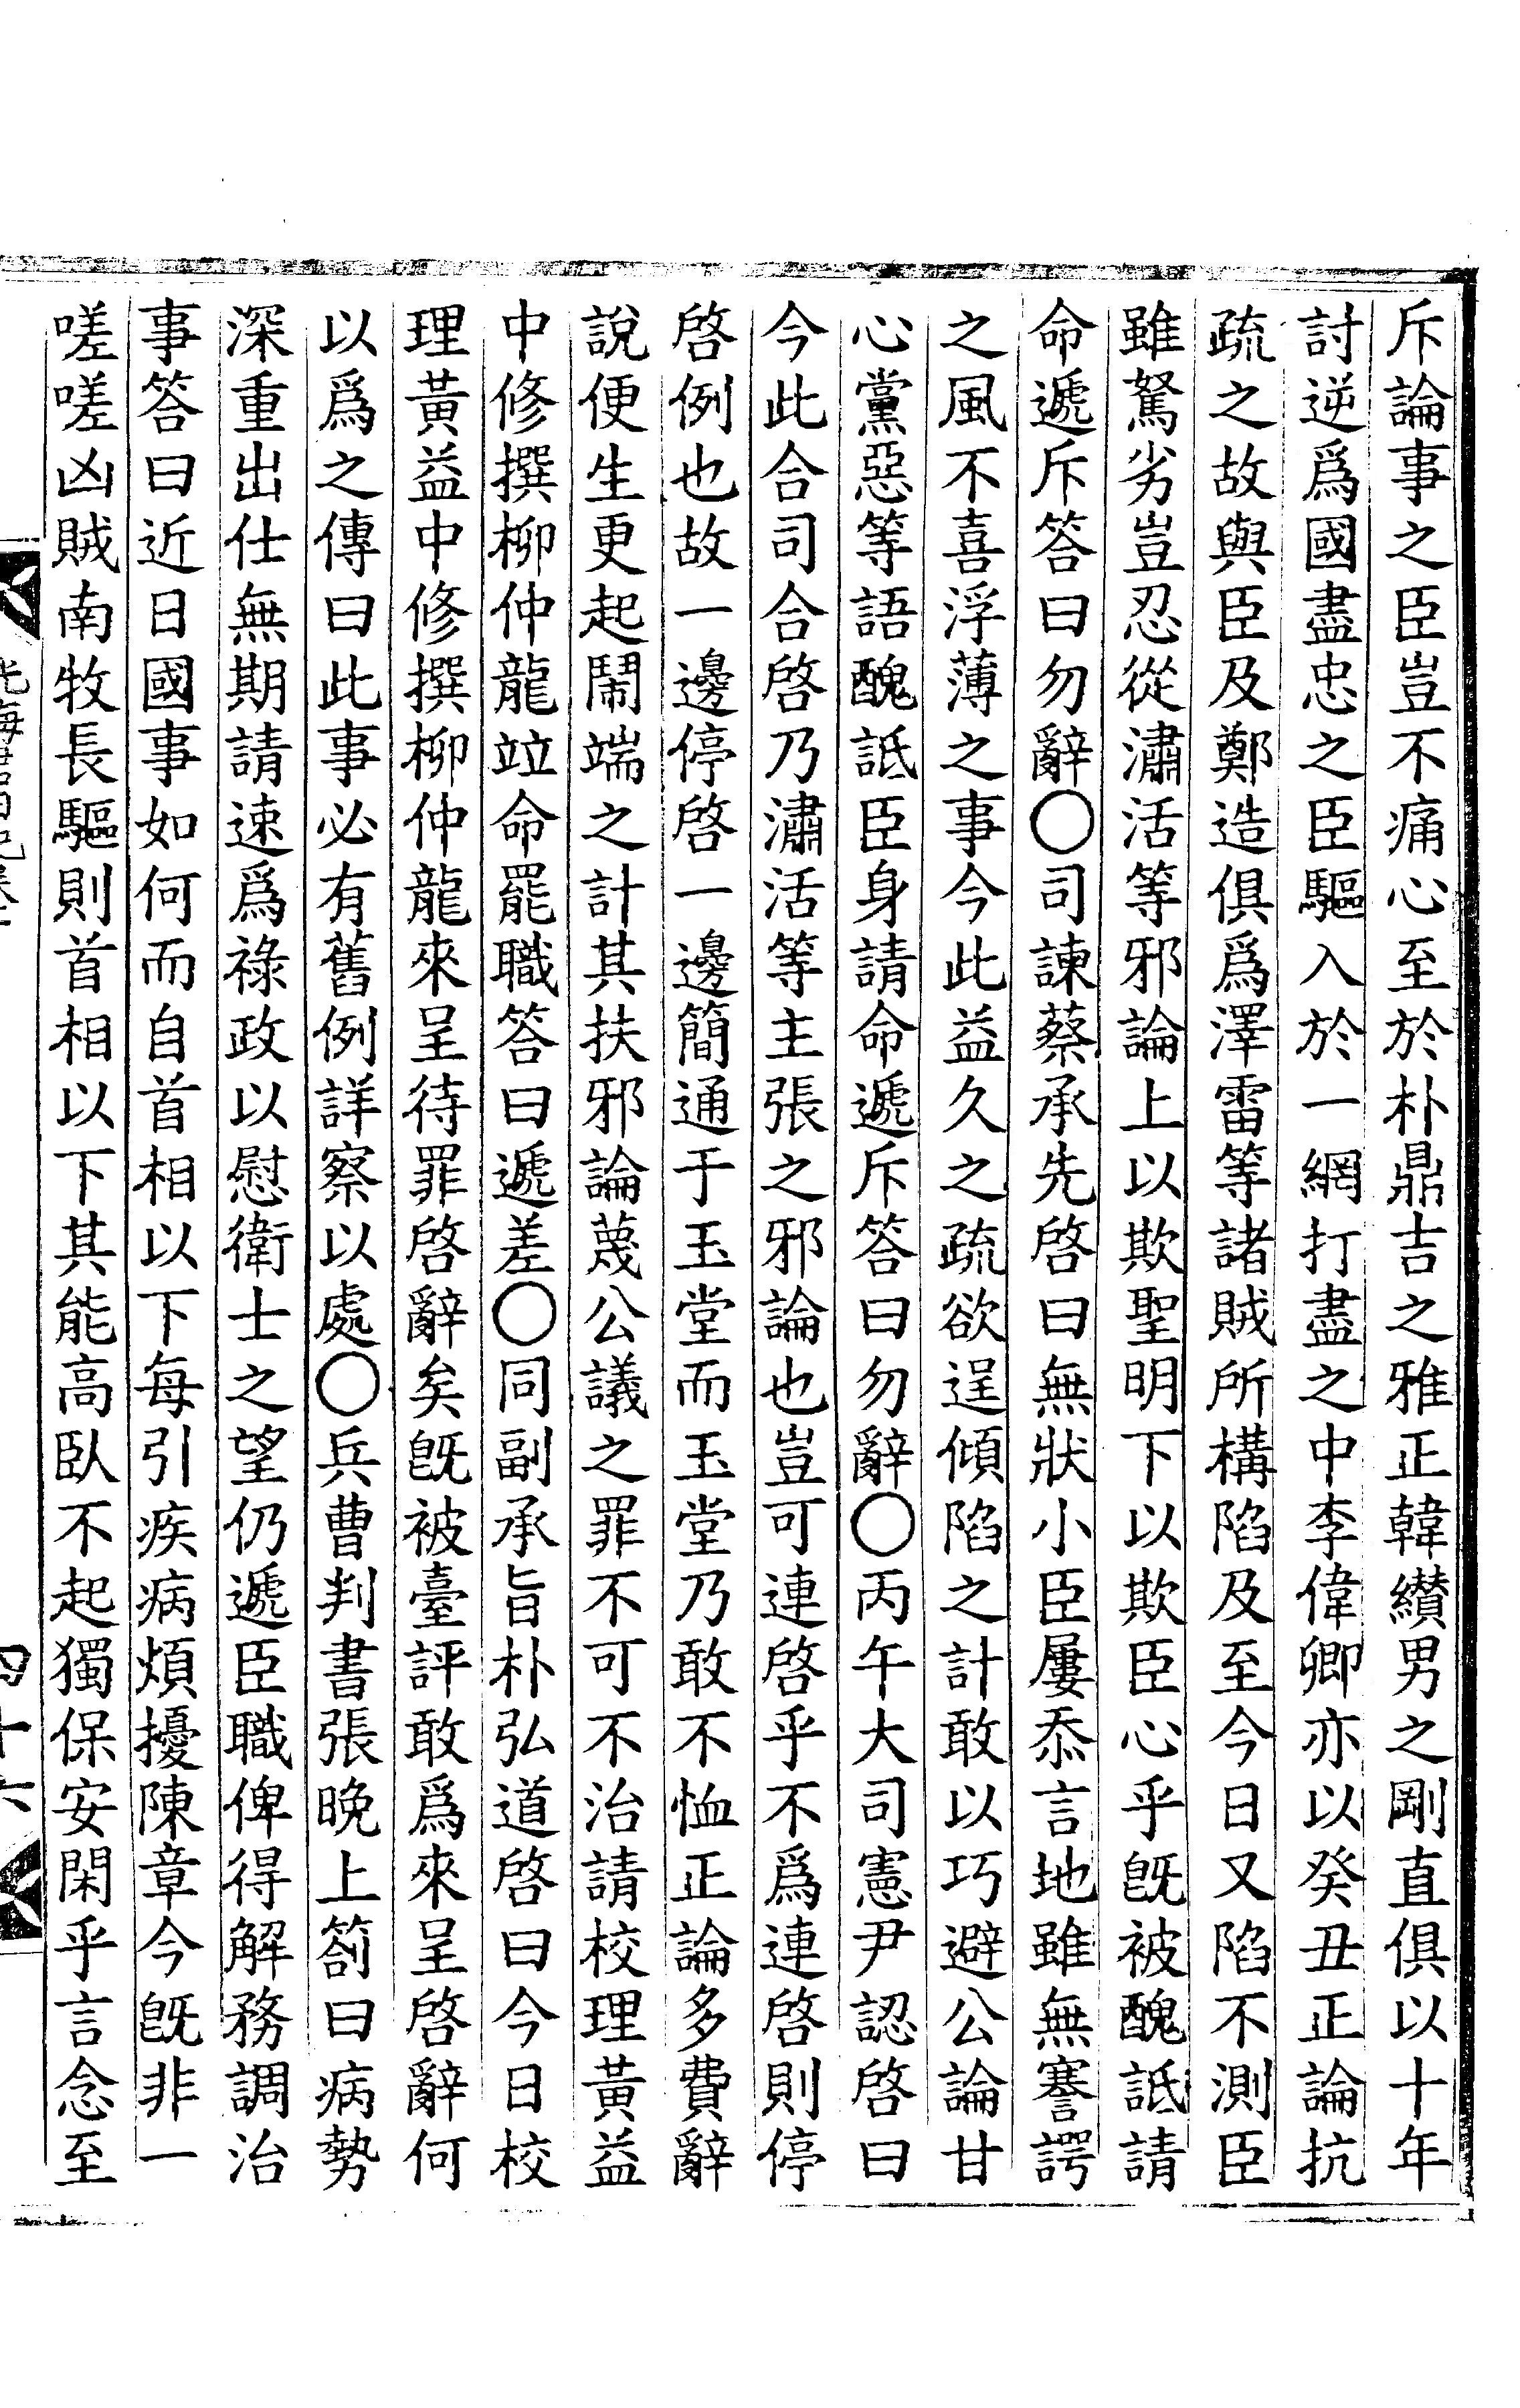 斥論事之臣豈不痛心至於朴鼎吉之雅正韓纘男之剛直俱以十年
討逆爲國盡忠之臣驅入於一網打盡之中李偉卿亦以癸丑正論抗
疏之故與臣及鄭造俱爲澤雷等諸賊所構陷及至今日又陷不測臣
雖駑劣豈忍從潚活等邪論上以欺聖明下以欺臣心乎旣被醜詆請
命遞斥答曰勿辭〇司諫蔡承先啓曰無狀小臣屢忝言地雖無謇諤
之風不喜浮薄之事今此益久之疏欲逞傾陷之計敢以巧避公論甘
心黨惡等語醜詆臣身請命遞斥答曰勿辭〇丙午大司憲尹認啓曰
今此合司合啓乃潚活等主張之邪論也豈可連啓乎不爲連啓則停
啓例也故一邊停啓一邊簡通于玉堂而玉堂乃敢不恤正論多費辭
說便生更起鬧端之計其扶邪論蔑公議之罪不可不治請校理黃益
中修撰柳仲龍竝命罷職答曰遞差〇同副承旨朴弘道啓曰今日校
理黃益中修撰柳仲龍來呈待罪啓辭矣旣被臺評敢爲來呈啓辭何
以爲之傳曰此事必有舊例詳察以處〇兵曹判書張晚上箚曰病勢
深重出仕無期請速爲祿政以慰衛士之望仍遞臣職俾得解務調治
事答曰近日國事如何而自首相以下每引疾病煩擾陳章今旣非一
嗟嗟凶賊南牧長驅則首相以下其能高臥不起獨保安閑乎言念至
四十六